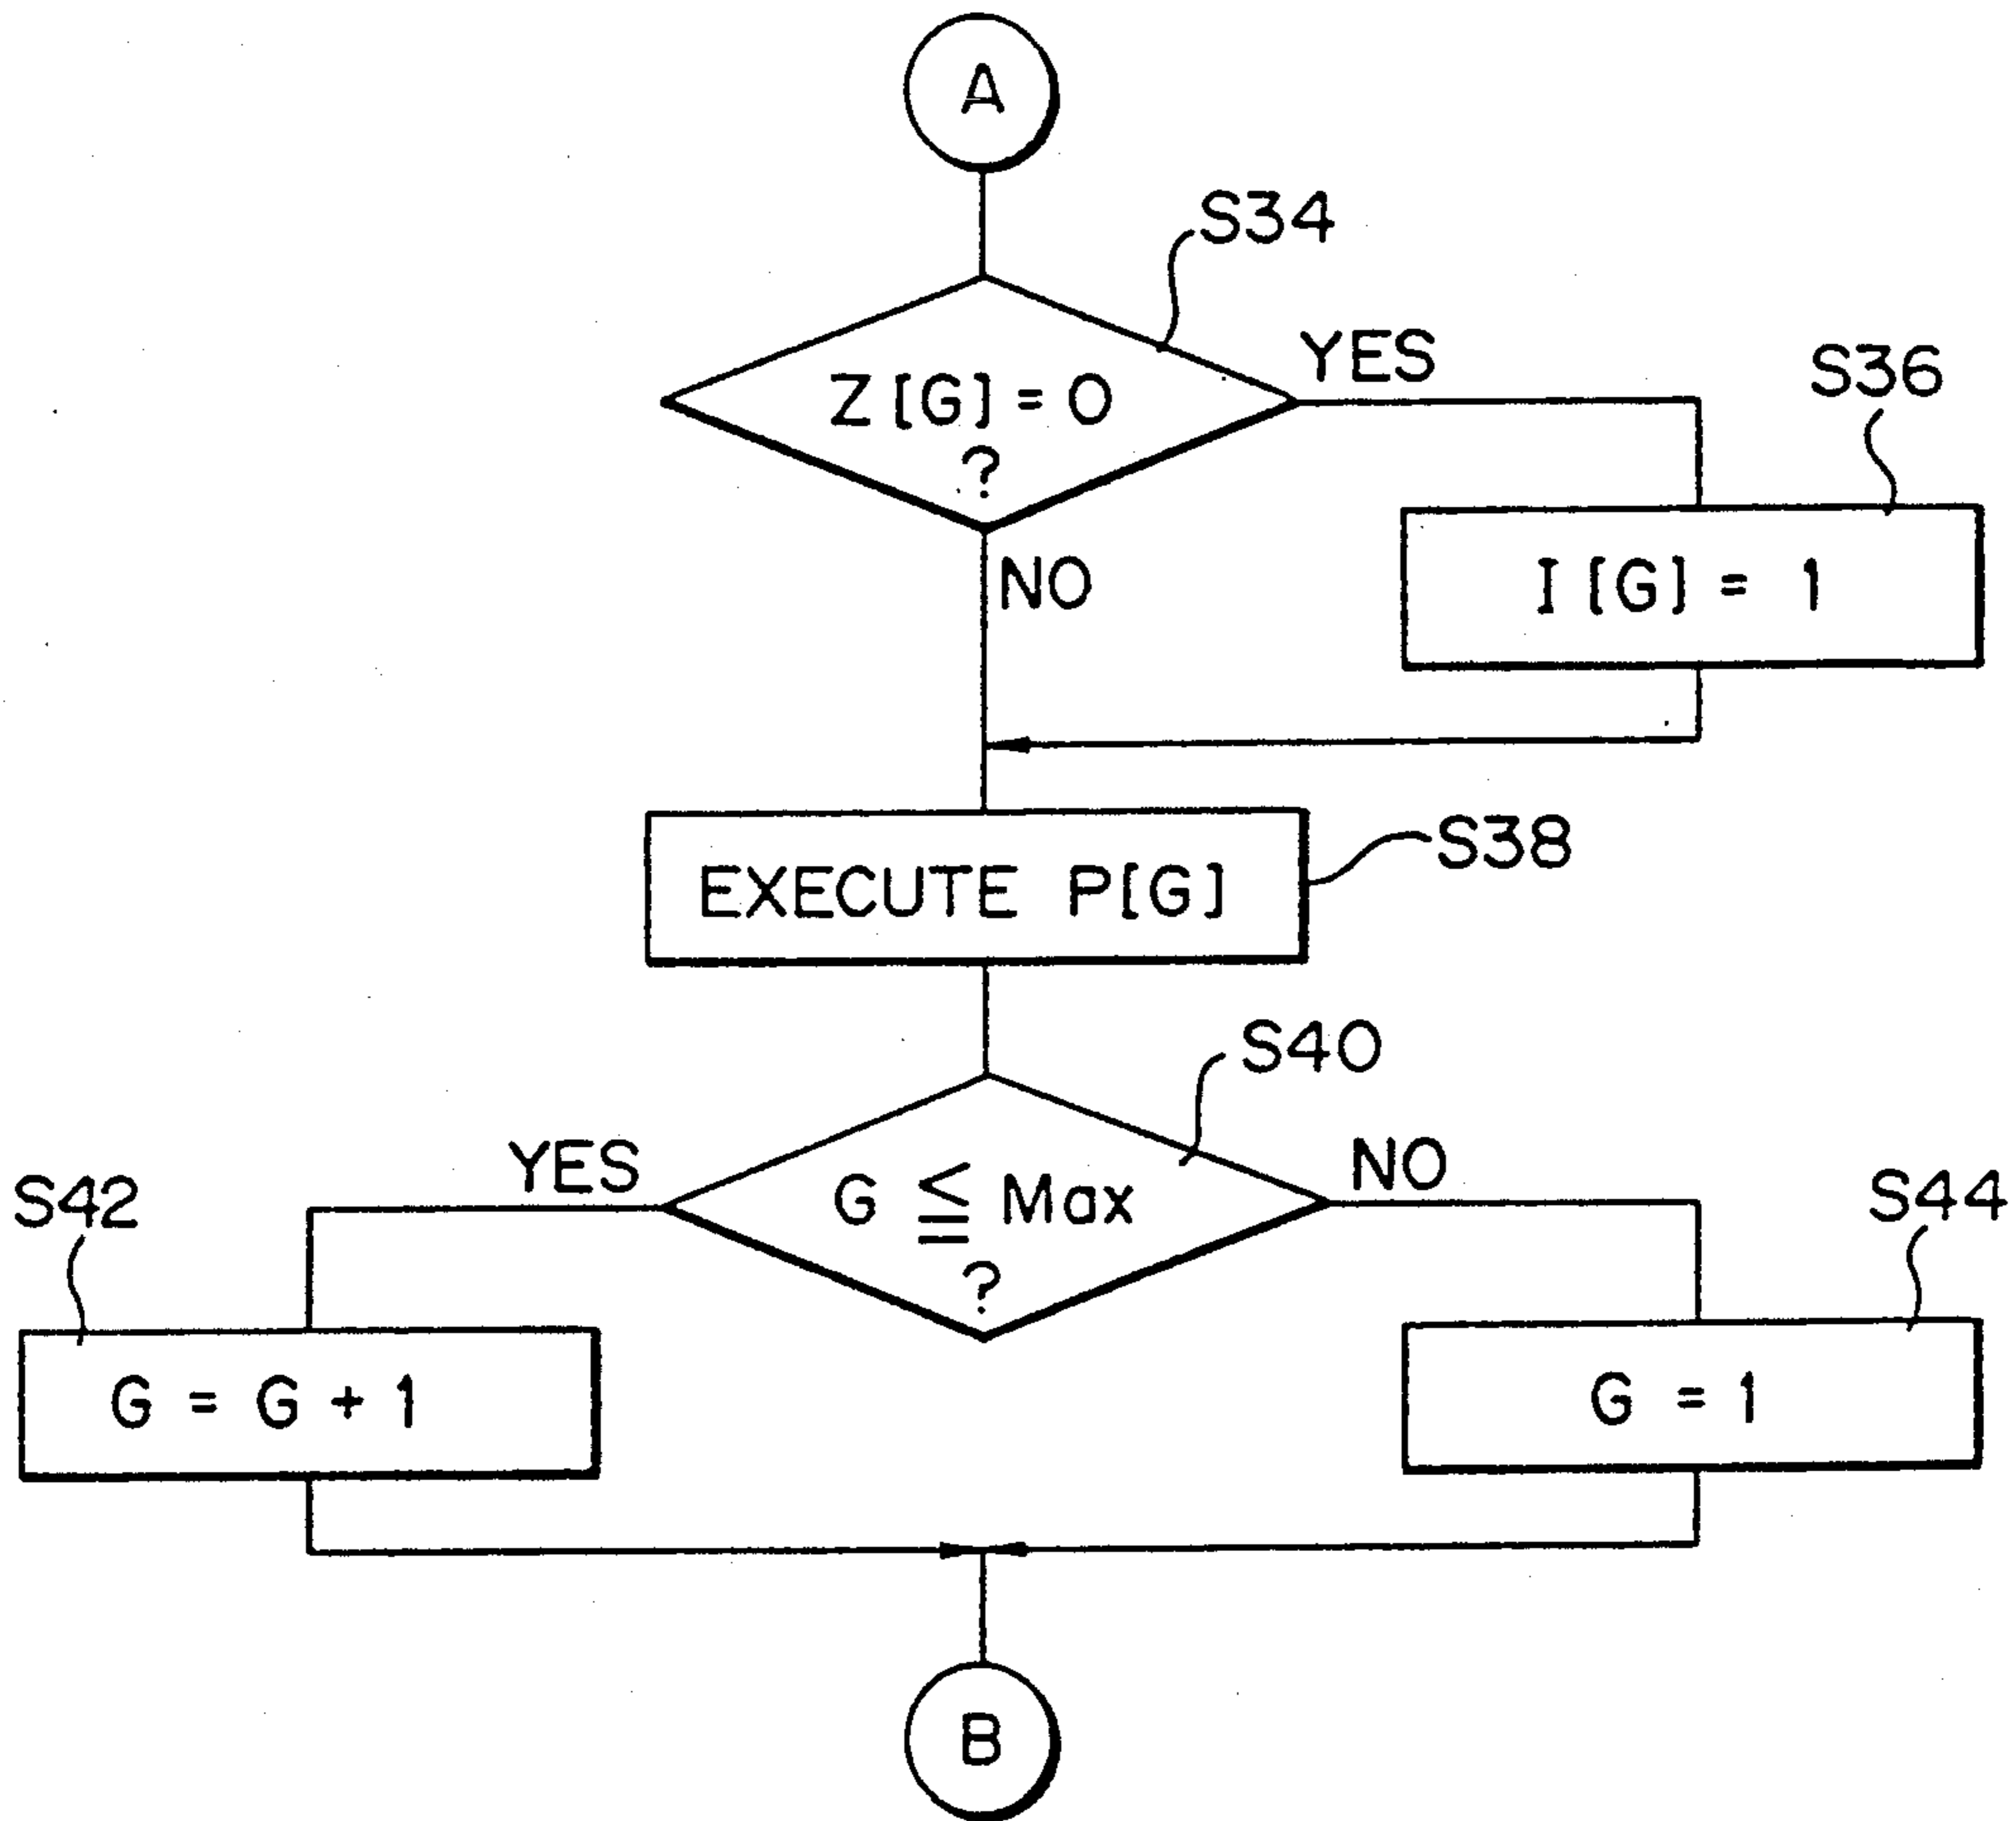 A
S34
Z [G] = 0
?
YES
S36
I [G] = 1
NO
EXECUTE P[G]
S38
S40
G ≦ Max
?
YES
NO
S42
G = G + 1
S44
G = 1
B